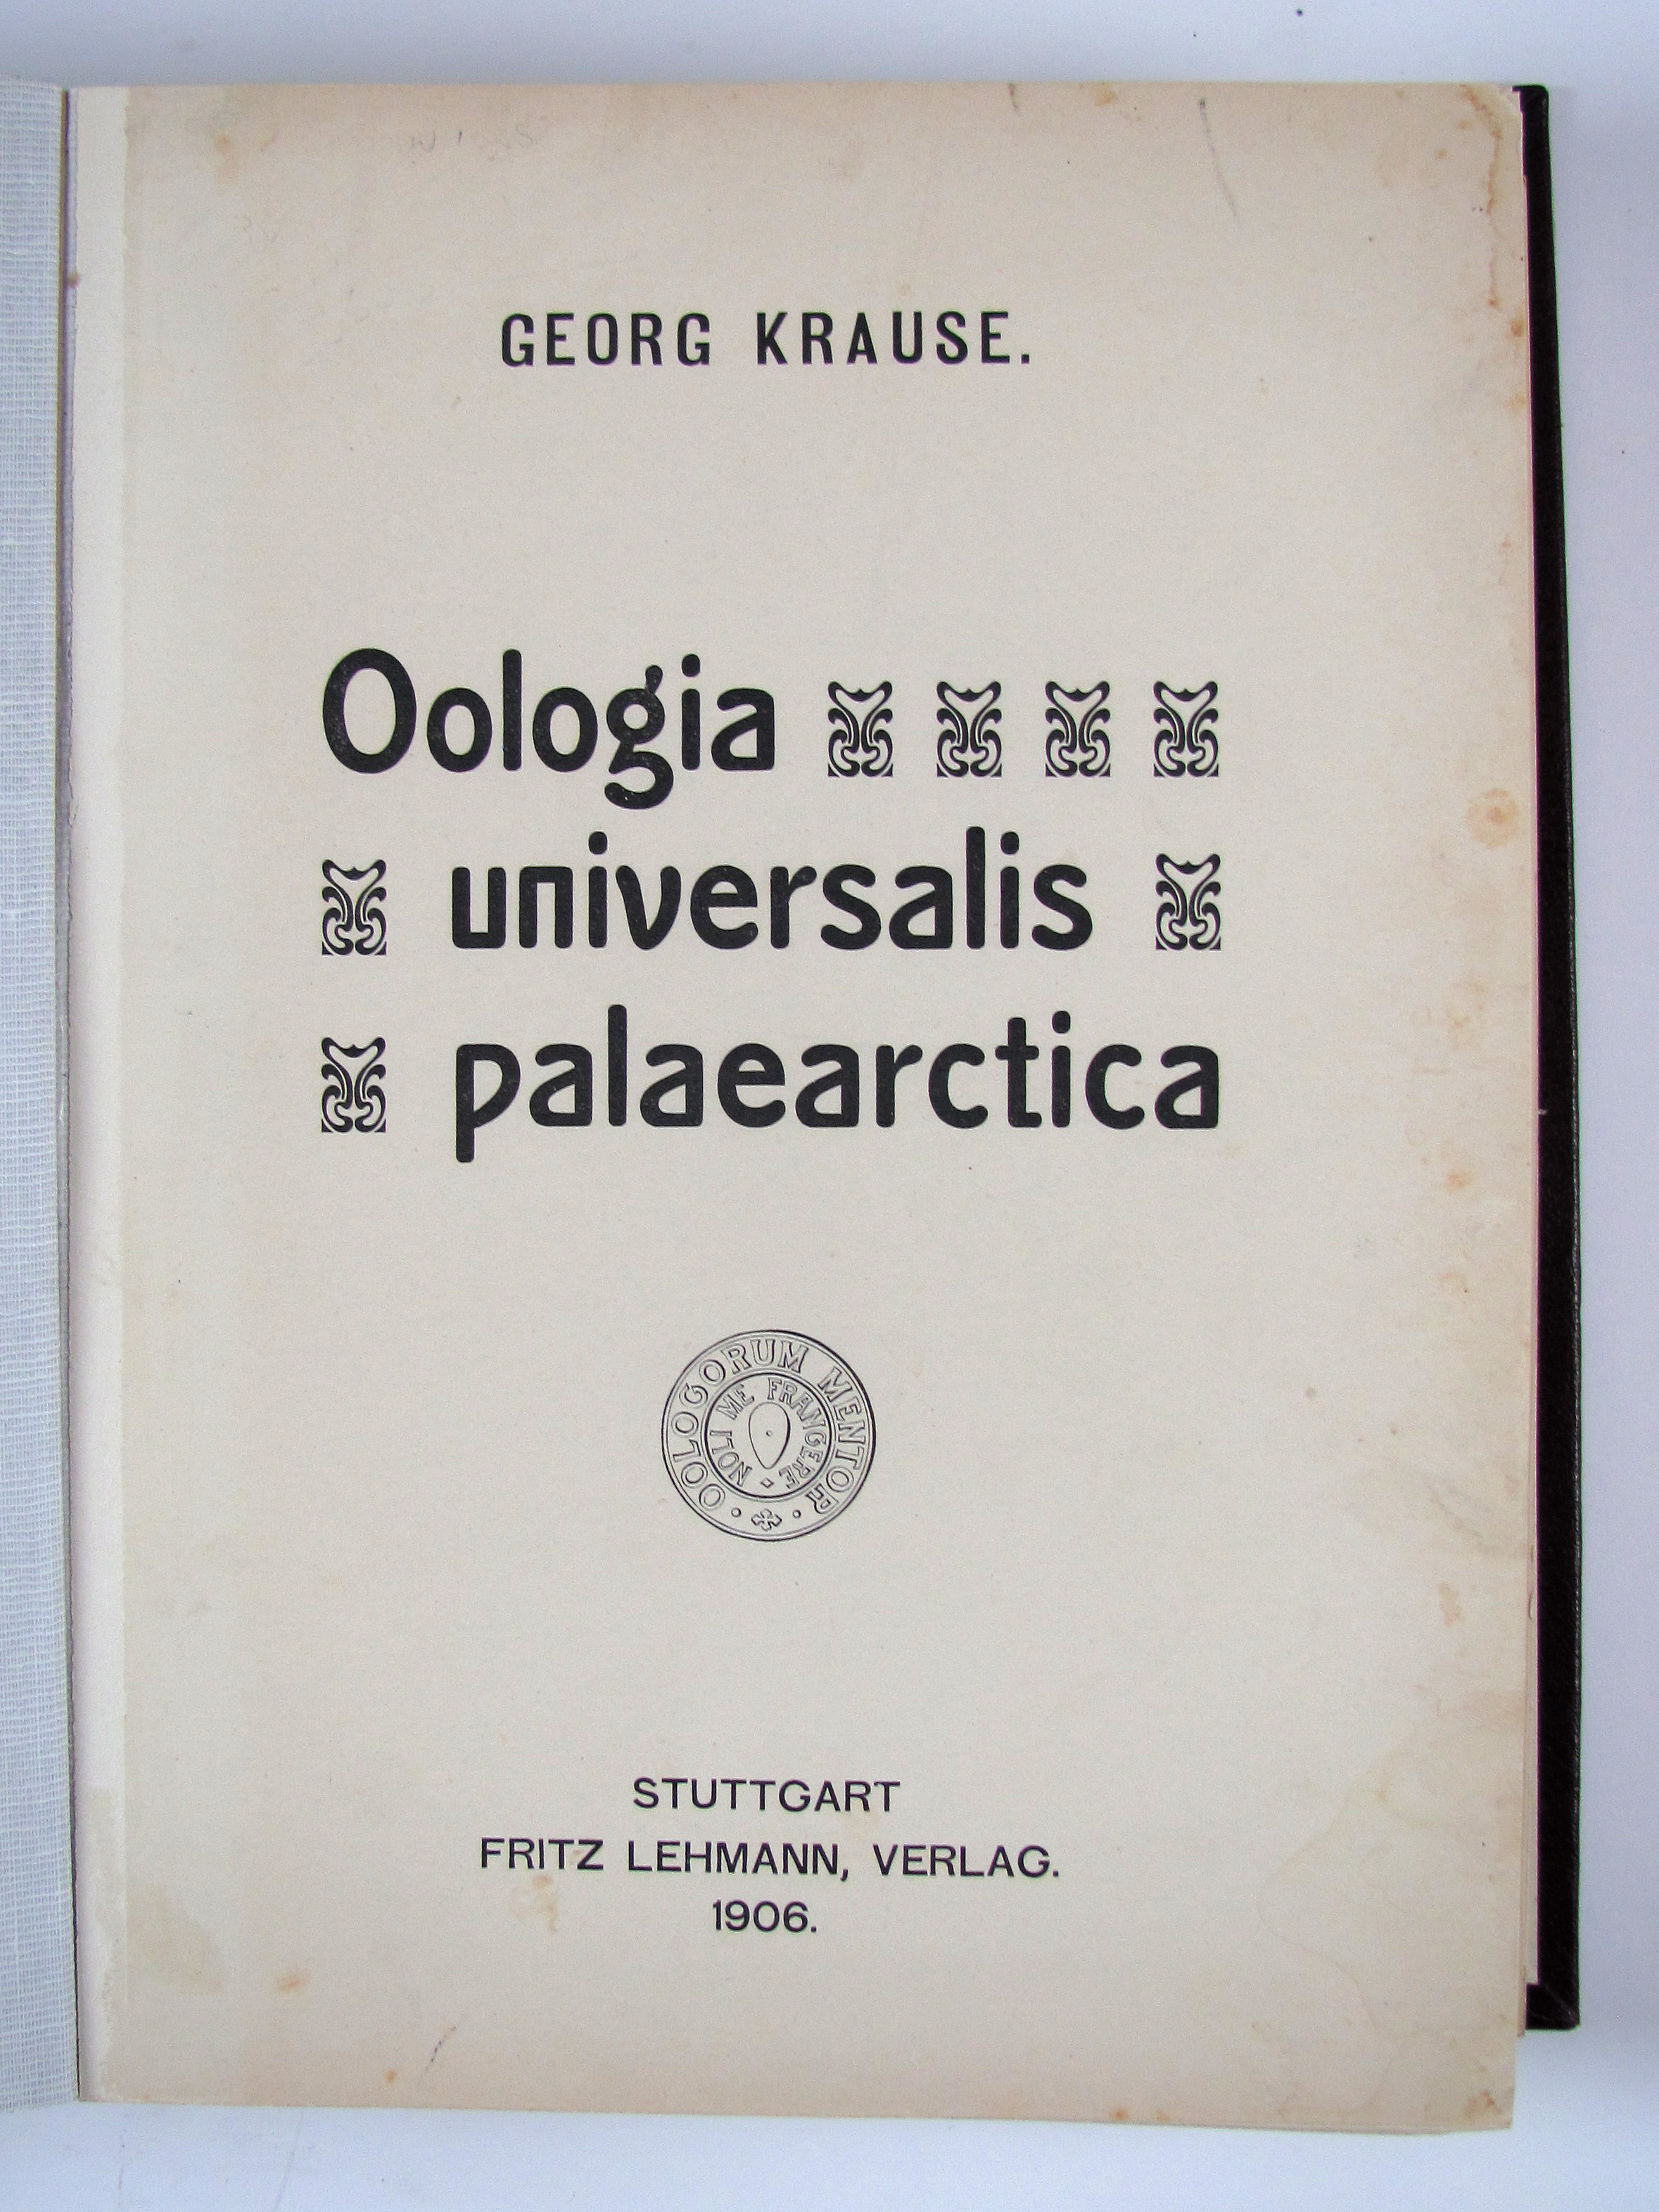 GEORG KRAUSE.
Oologia
universalis
palaearctica
OOLOGORUM MENTOR
NOLI ME FRANGERE
STUTTGART
FRITZ LEHMANN, VERLAG.
1906.